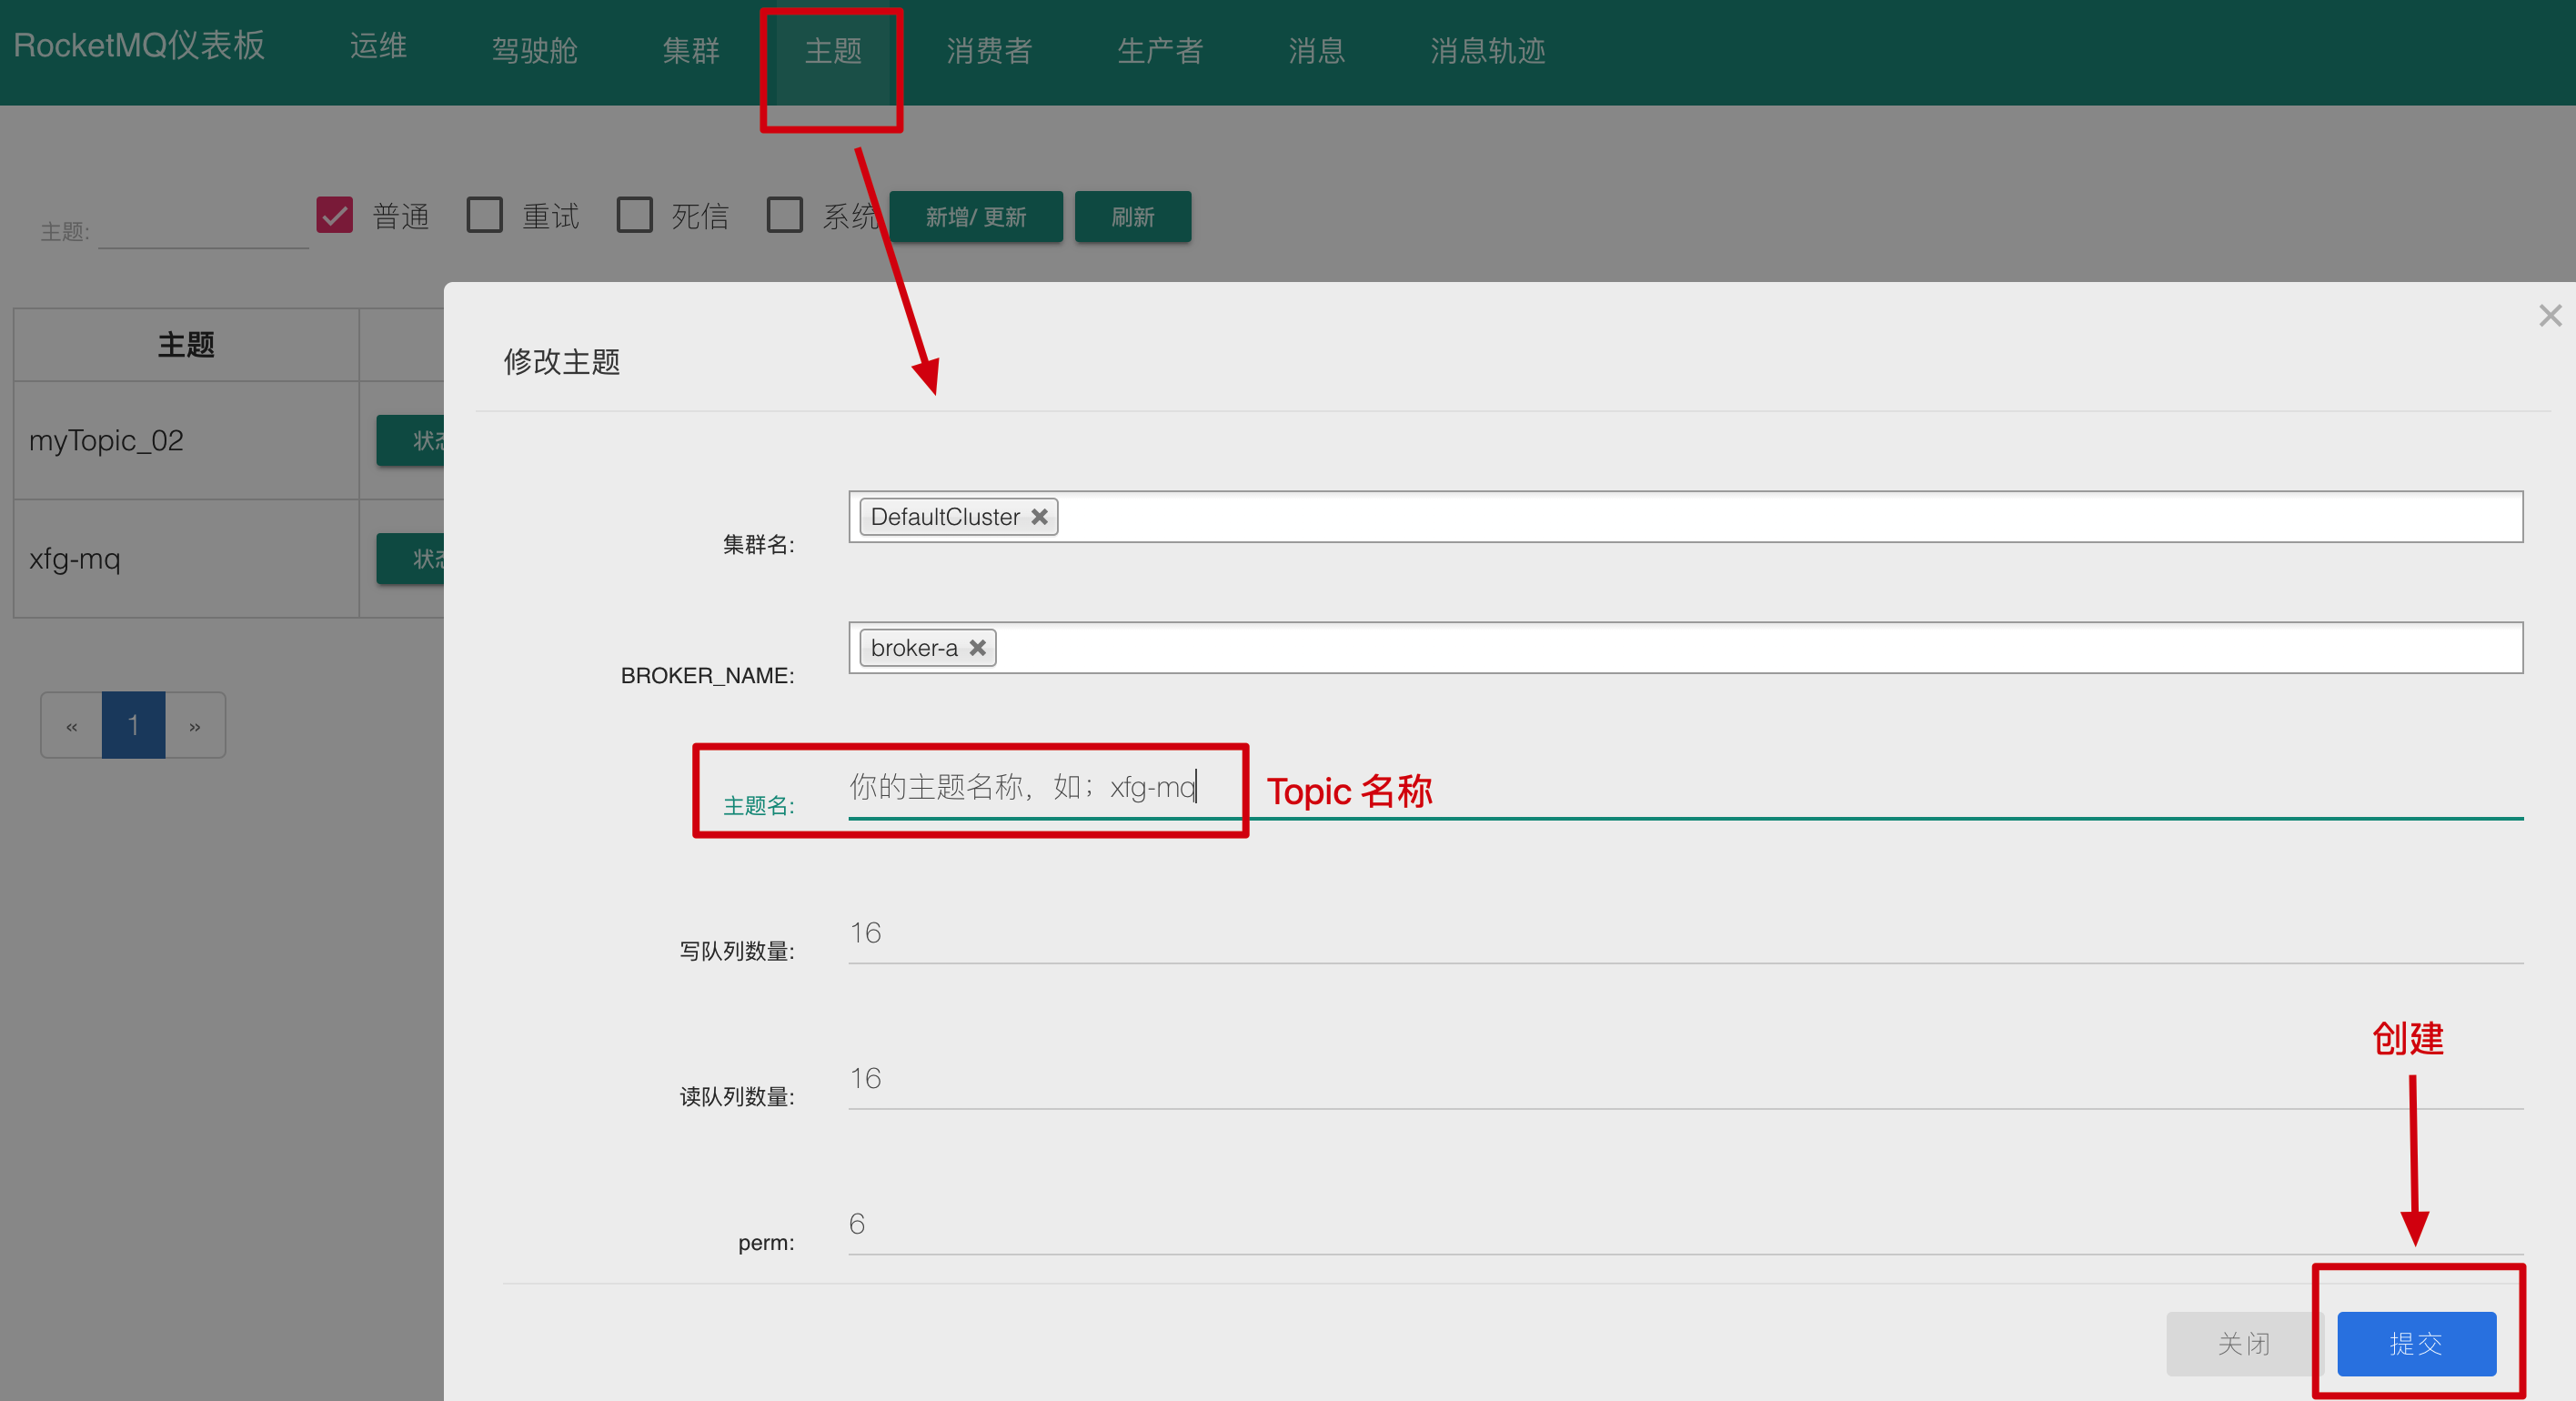 RocketMQ仪表板 运维 驾驶舱 集群 主题 消费者 生产者 消息 消息轨迹
主题: 普通 重试 死信 系统 新增/ 更新 刷新
主题
myTopic_02
xfg-mq
« 1 »
修改主题
集群名: DefaultCluster
BROKER_NAME: broker-a
主题名: 你的主题名称，如；xfg-mq Topic 名称
写队列数量: 16
读队列数量: 16
创建
perm: 6
关闭 提交